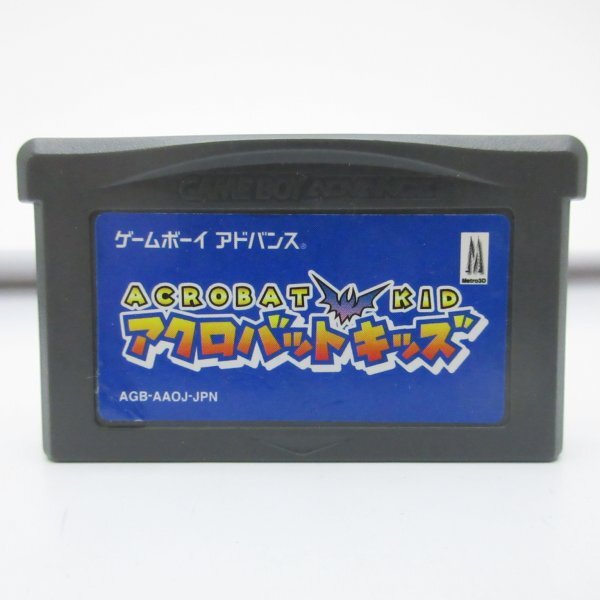 GAME BOY ADVANCE
ゲームボーイ アドバンス®
Metro3D
ACROBAT KID
アクロバットキッズ
AGB-AAOJ-JPN